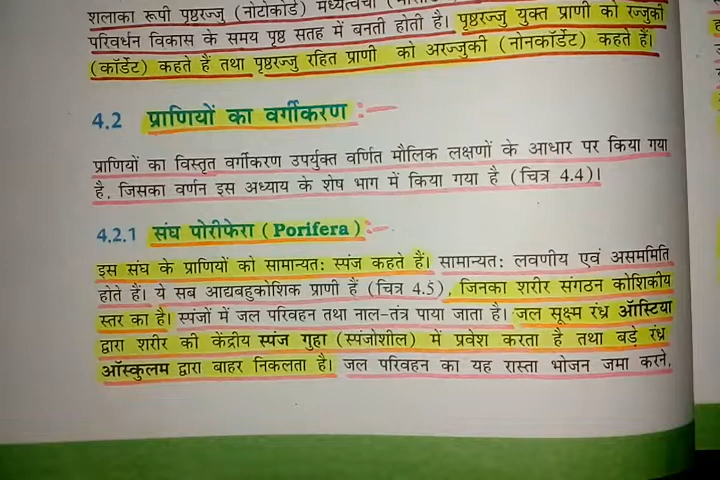 शलाका रूपी पृष्ठरज्जु (नोटोकॉर्ड) मध्यत्वचा
परिवर्धन विकास के समय पृष्ठ सतह में बनती होती है। पृष्ठरज्जु युक्त प्राणी को रज्जुकी
(कॉर्डेट) कहते हैं तथा पृष्ठरज्जु रहित प्राणी को अरज्जुकी (नोनकॉर्डेट) कहते हैं।
4.2 प्राणियों का वर्गीकरण
प्राणियों का विस्तृत वर्गीकरण उपर्युक्त वर्णित मौलिक लक्षणों के आधार पर किया गया
है, जिसका वर्णन इस अध्याय के शेष भाग में किया गया है (चित्र 4.4)।
4.2.1 संघ पोरीफेरा (Porifera)
इस संघ के प्राणियों को सामान्यतः स्पंज कहते हैं। सामान्यतः लवणीय एवं असममिति
होते हैं। ये सब आद्यबहुकोशिक प्राणी हैं (चित्र 4.5), जिनका शरीर संगठन कोशिकीय
स्तर का है। स्पंजों में जल परिवहन तथा नाल-तंत्र पाया जाता है। जल सूक्ष्म रंध्र ऑस्टिया
द्वारा शरीर की केंद्रीय स्पंज गुहा (स्पंजोशील) में प्रवेश करता है तथा बड़े रंध्र
ऑस्कुलम द्वारा बाहर निकलता है। जल परिवहन का यह रास्ता भोजन जमा करने,